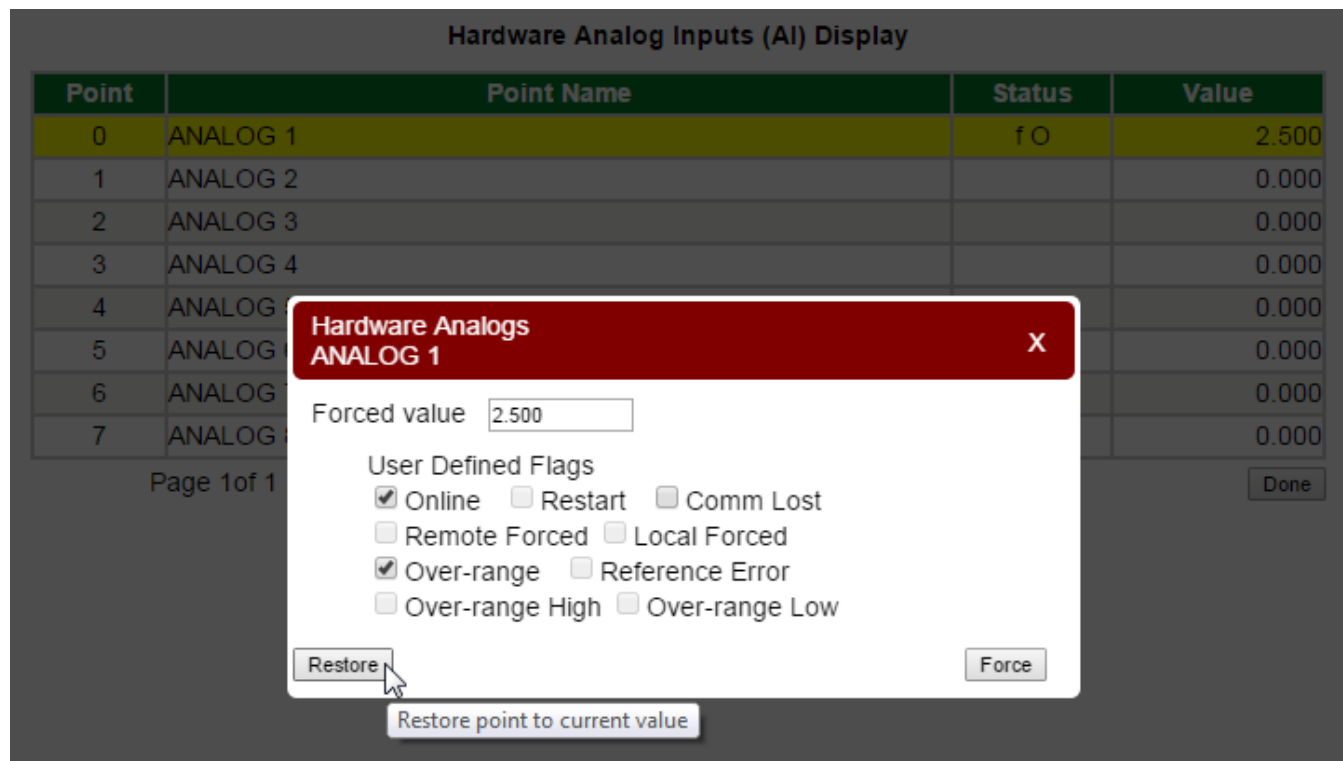 Hardware Analog Inputs (AI) Display
Point Point Name Status Value
0 ANALOG 1 f O 2.500
1 ANALOG 2 0.000
2 ANALOG 3 0.000
3 ANALOG 4 0.000
4 ANALOG 0.000
5 ANALOG 0.000
6 ANALOG 0.000
7 ANALOG 0.000
Page 1of 1 Done
Hardware Analogs
ANALOG 1 X
Forced value 2.500
User Defined Flags
Online Restart Comm Lost
Remote Forced Local Forced
Over-range Reference Error
Over-range High Over-range Low
Restore Force
Restore point to current value